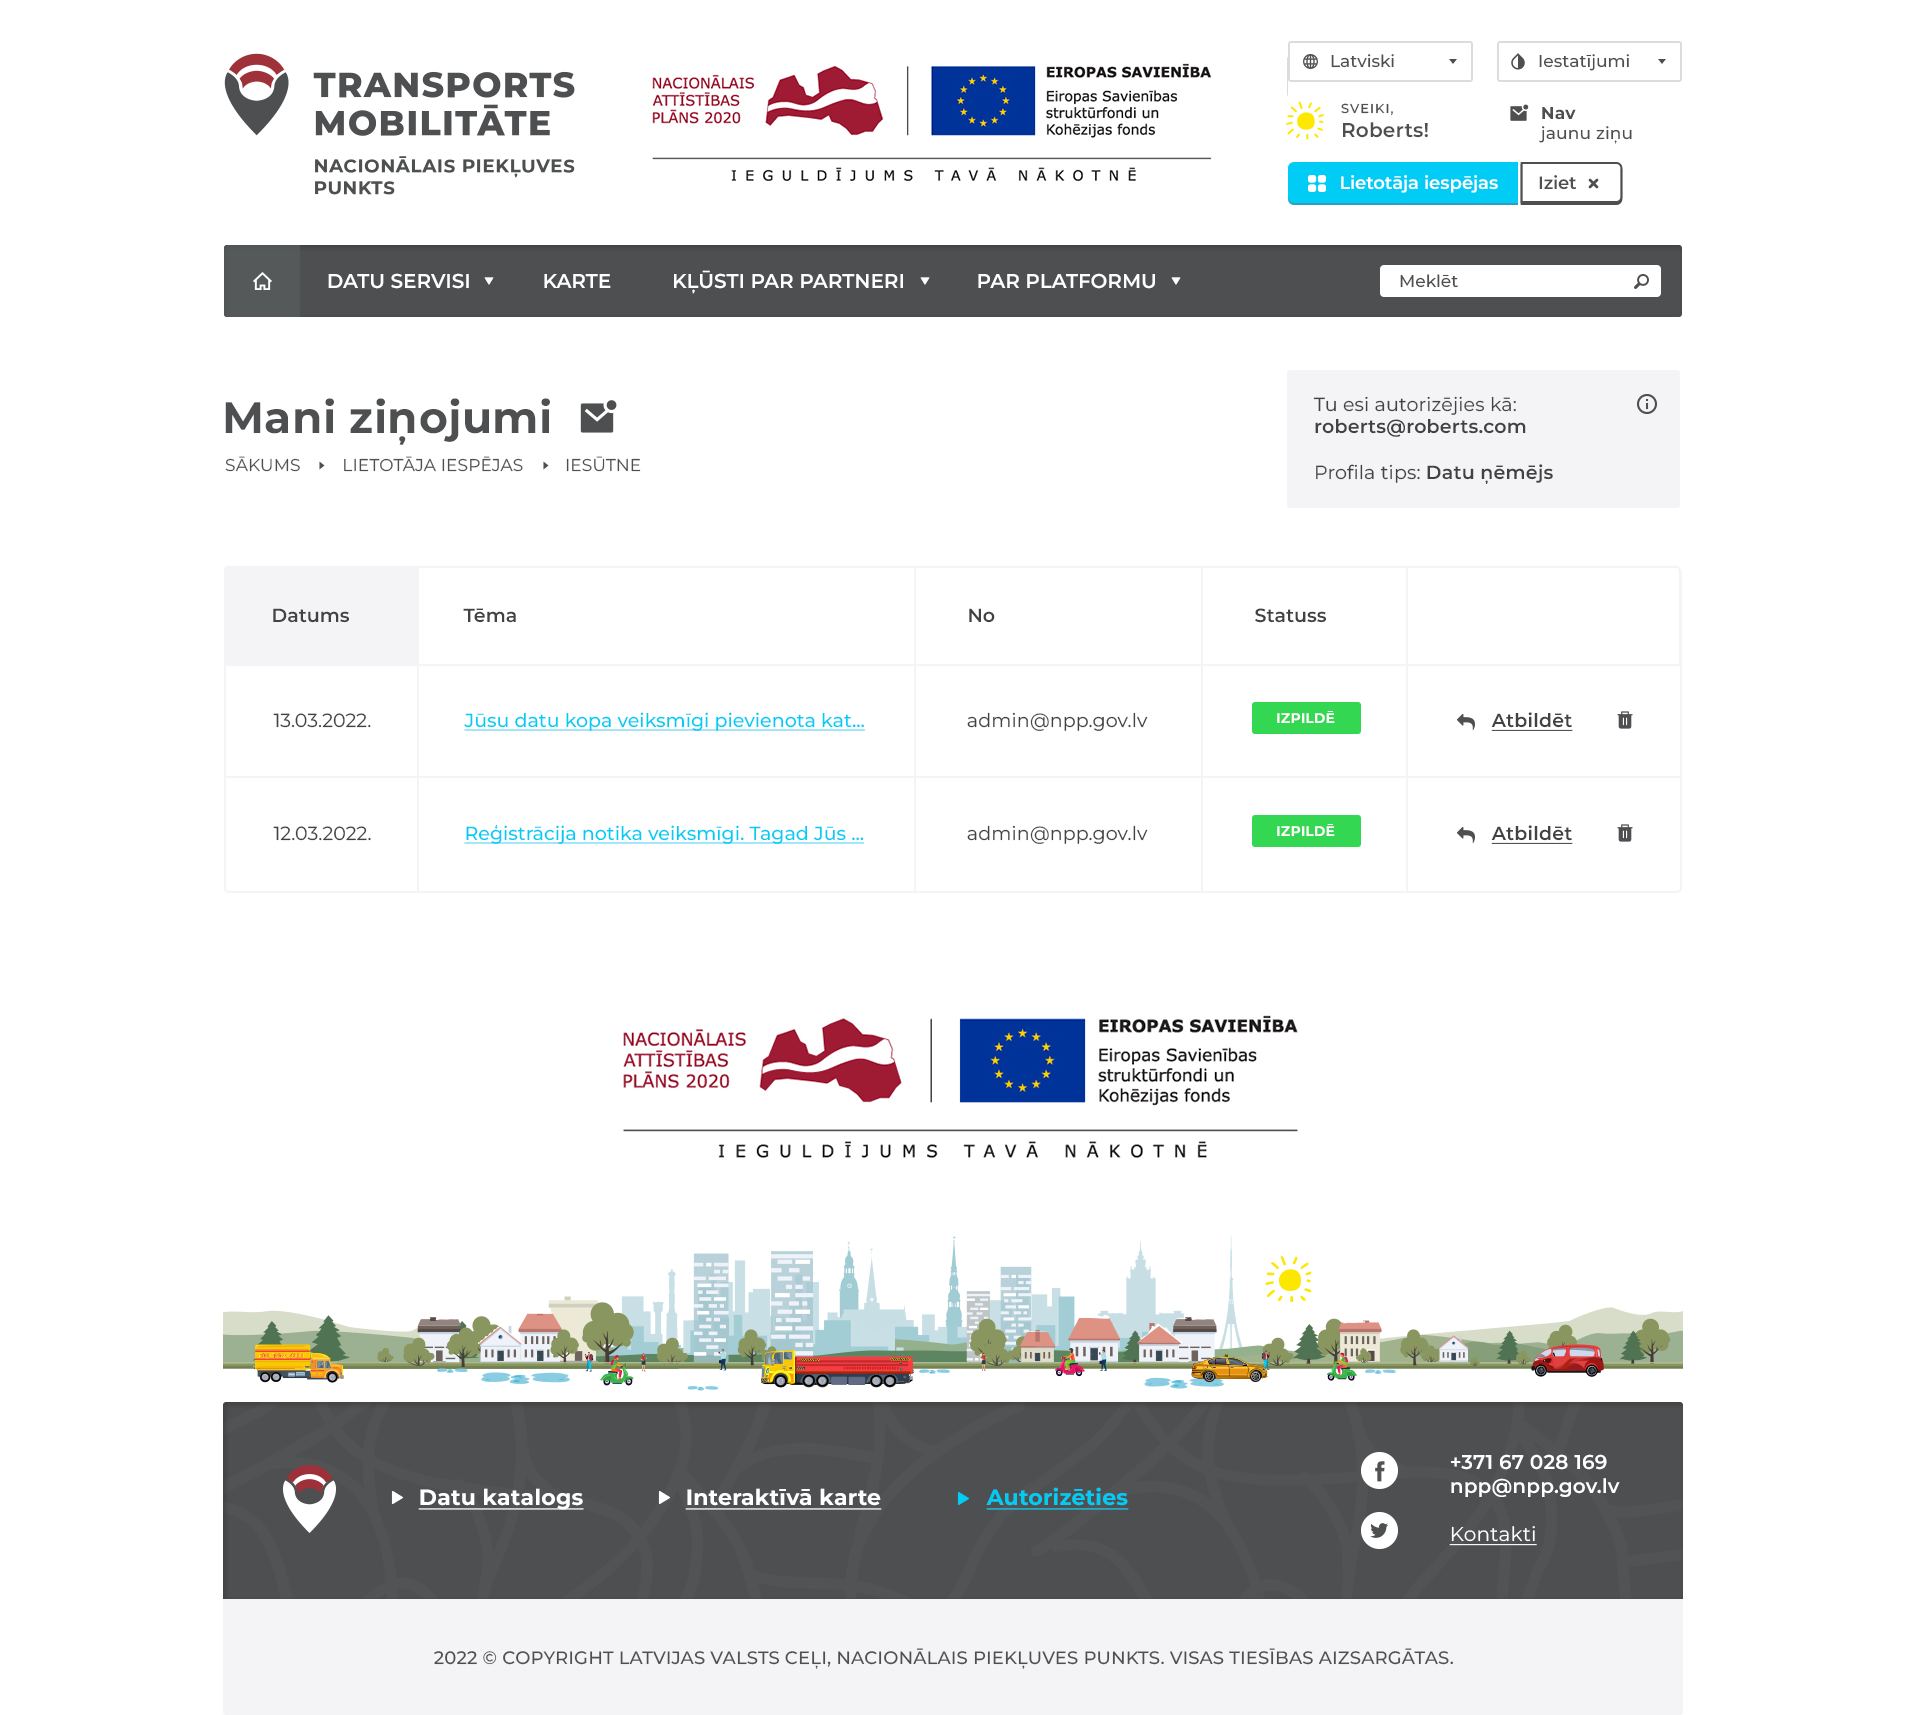 TRANSPORTS
MOBILITĀTE
NACIONĀLAIS PIEKĻUVES
PUNKTS
NACIONĀLAIS
ATTĪSTĪBAS
PLĀNS 2020
EIROPAS SAVIENĪBA
Eiropas Savienības
struktūrfondi un
Kohēzijas fonds
IEGULDĪJUMS TAVĀ NĀKOTNĒ
Latviski
Iestatījumi
SVEIKI,
Roberts!
Nav
jaunu ziņu
Lietotāja iespējas
Iziet
DATU SERVISI
KARTE
KĻŪSTI PAR PARTNERI
PAR PLATFORMU
Meklēt
Mani ziņojumi
SĀKUMS
LIETOTĀJA IESPĒJAS
IESŪTNE
Tu esi autorizējies kā:
roberts@roberts.com
Profila tips: Datu ņēmējs
Datums
Tēma
No
Statuss
13.03.2022.
Jūsu datu kopa veiksmīgi pievienota kat...
admin@npp.gov.lv
IZPILDĒ
Atbildēt
12.03.2022.
Reģistrācija notika veiksmīgi. Tagad Jūs ...
admin@npp.gov.lv
IZPILDĒ
Atbildēt
NACIONĀLAIS
ATTĪSTĪBAS
PLĀNS 2020
EIROPAS SAVIENĪBA
Eiropas Savienības
struktūrfondi un
Kohēzijas fonds
IEGULDĪJUMS TAVĀ NĀKOTNĒ
Datu katalogs
Interaktīvā karte
Autorizēties
+371 67 028 169
npp@npp.gov.lv
Kontakti
2022 © COPYRIGHT LATVIJAS VALSTS CEĻI, NACIONĀLAIS PIEKĻUVES PUNKTS. VISAS TIESĪBAS AIZSARGĀTAS.